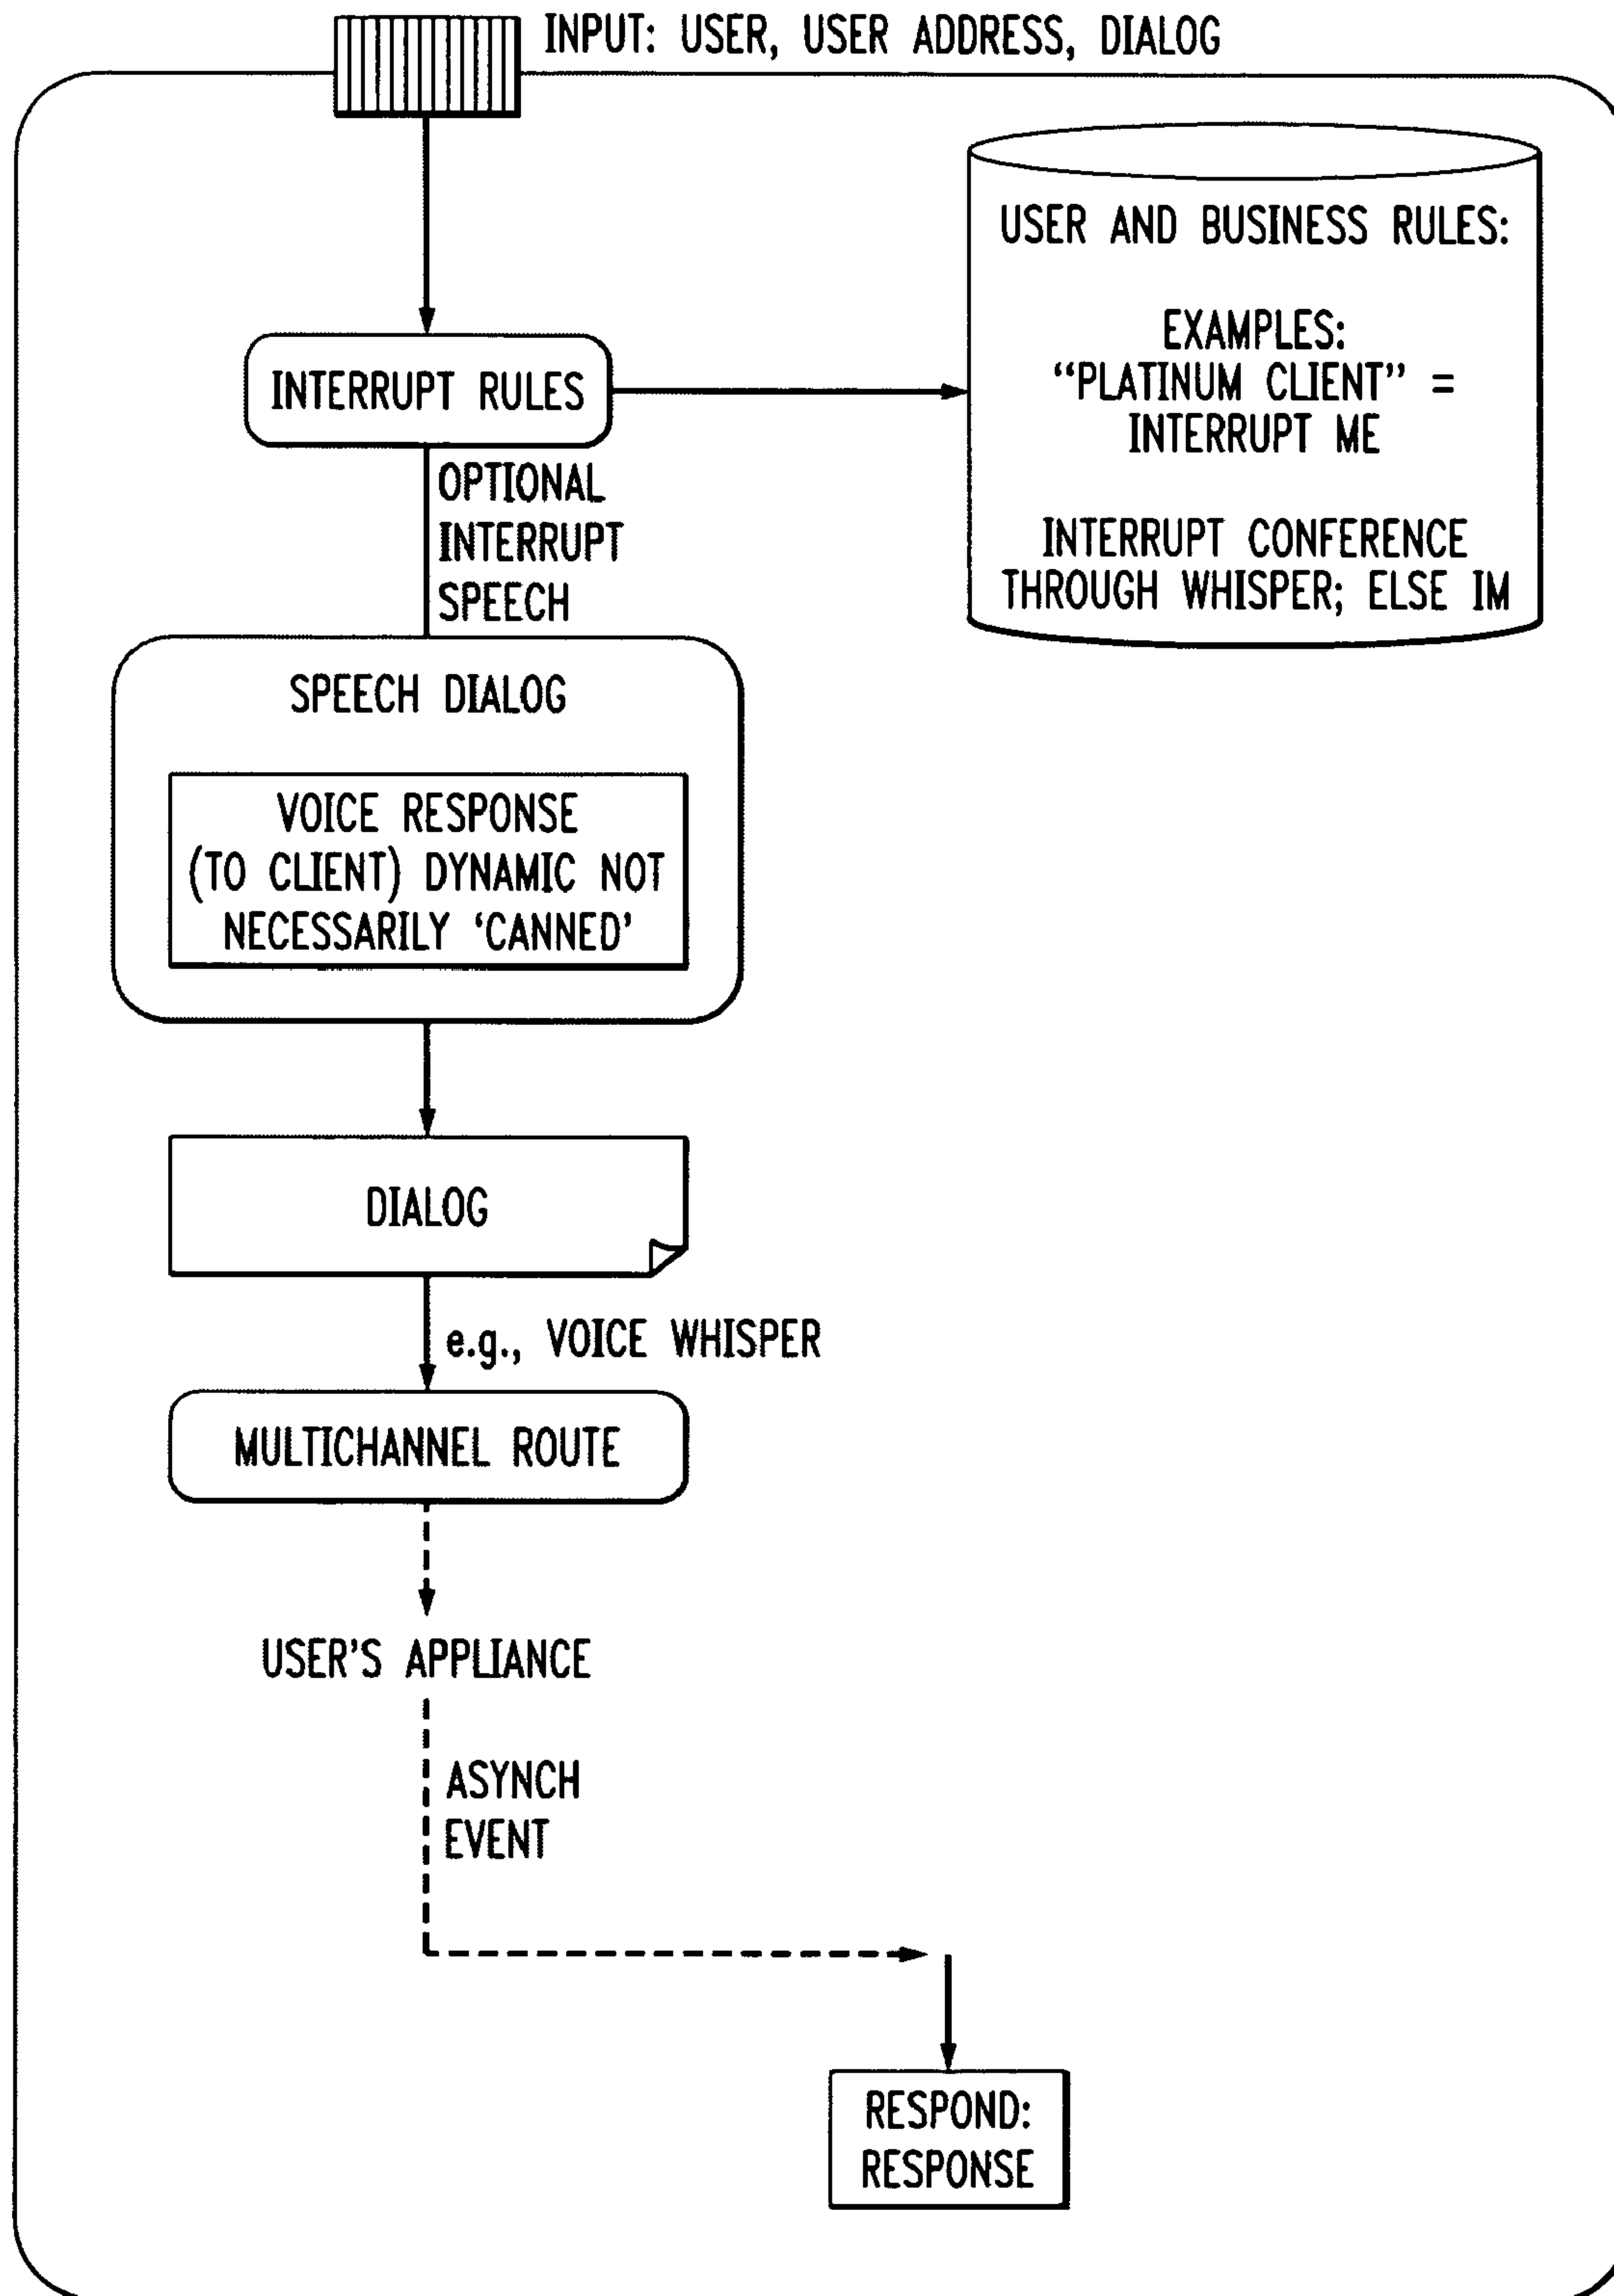 INPUT: USER, USER ADDRESS, DIALOG
USER AND BUSINESS RULES:
EXAMPLES:
“PLATINUM CLIENT” =
INTERRUPT ME
INTERRUPT CONFERENCE
THROUGH WHISPER; ELSE IM
INTERRUPT RULES
OPTIONAL
INTERRUPT
SPEECH
SPEECH DIALOG
VOICE RESPONSE
(TO CLIENT) DYNAMIC NOT
NECESSARILY ‘CANNED’
DIALOG
e.g., VOICE WHISPER
MULTICHANNEL ROUTE
USER'S APPLIANCE
ASYNCH
EVENT
RESPOND:
RESPONSE